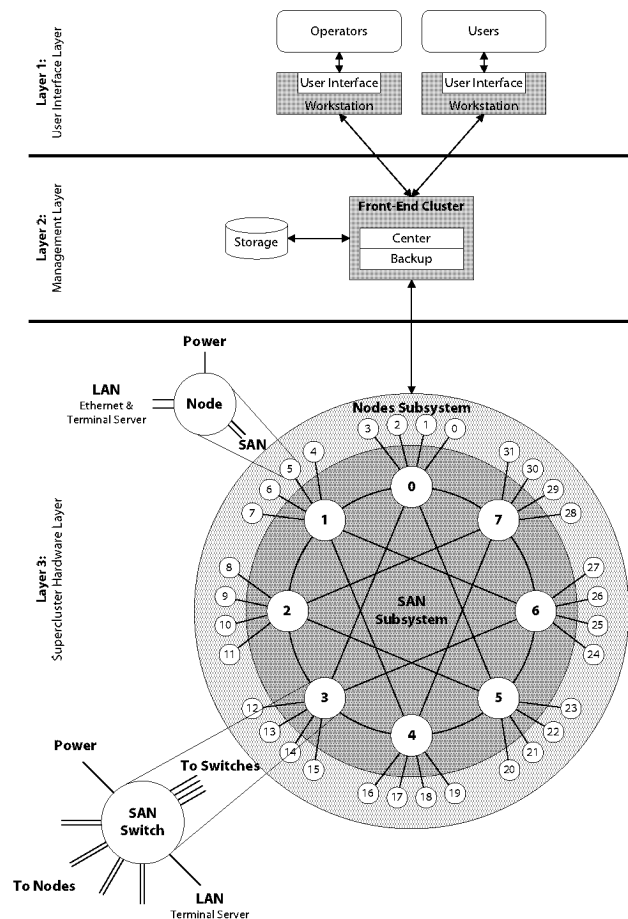 Layer 1:
User Interface Layer
Operators
Users
User Interface
Workstation
User Interface
Workstation
Layer 2:
Management Layer
Front-End Cluster
Storage
Center
Backup
Layer 3:
Supercluster Hardware Layer
Power
LAN
Ethernet &
Terminal Server
Node
SAN
Nodes Subsystem
3
2
1
0
4
5
6
7
31
30
29
28
0
1
7
8
9
10
11
2
SAN
Subsystem
6
27
26
25
24
3
4
5
12
13
14
15
16
17
18
19
20
21
22
23
Power
To Switches
SAN
Switch
To Nodes
LAN
Terminal Server